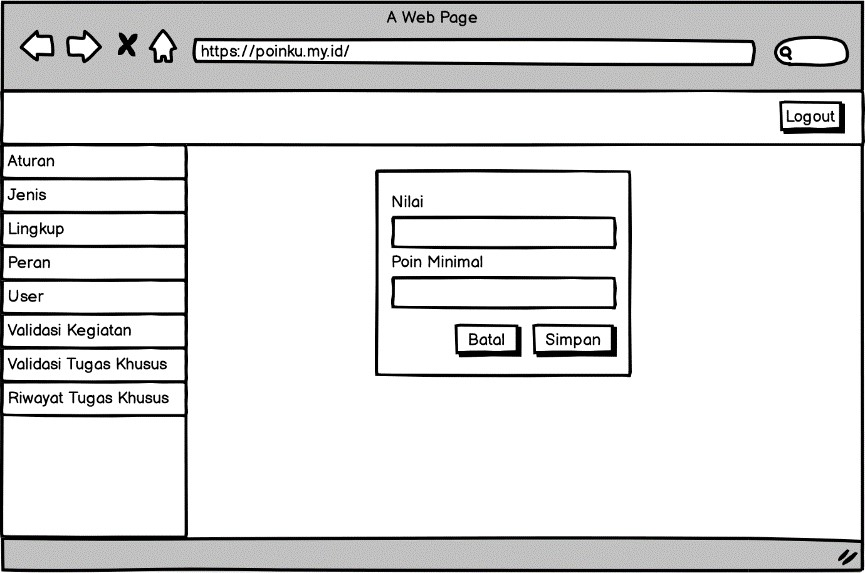 A Web Page
https://poinku.my.id/
Logout
Aturan
Jenis
Lingkup
Peran
User
Validasi Kegiatan
Validasi Tugas Khusus
Riwayat Tugas Khusus
Nilai
Poin Minimal
Batal
Simpan